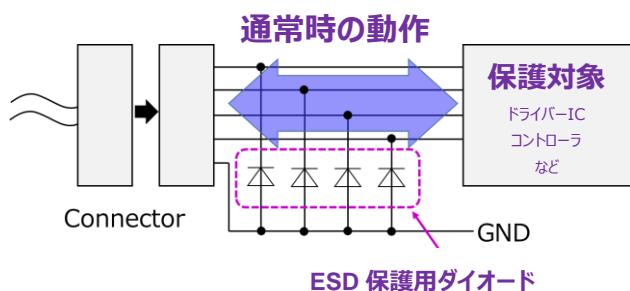 通常時の動作
保護対象
ドライバーIC
コントローラ
など
Connector
GND
ESD 保護用ダイオード